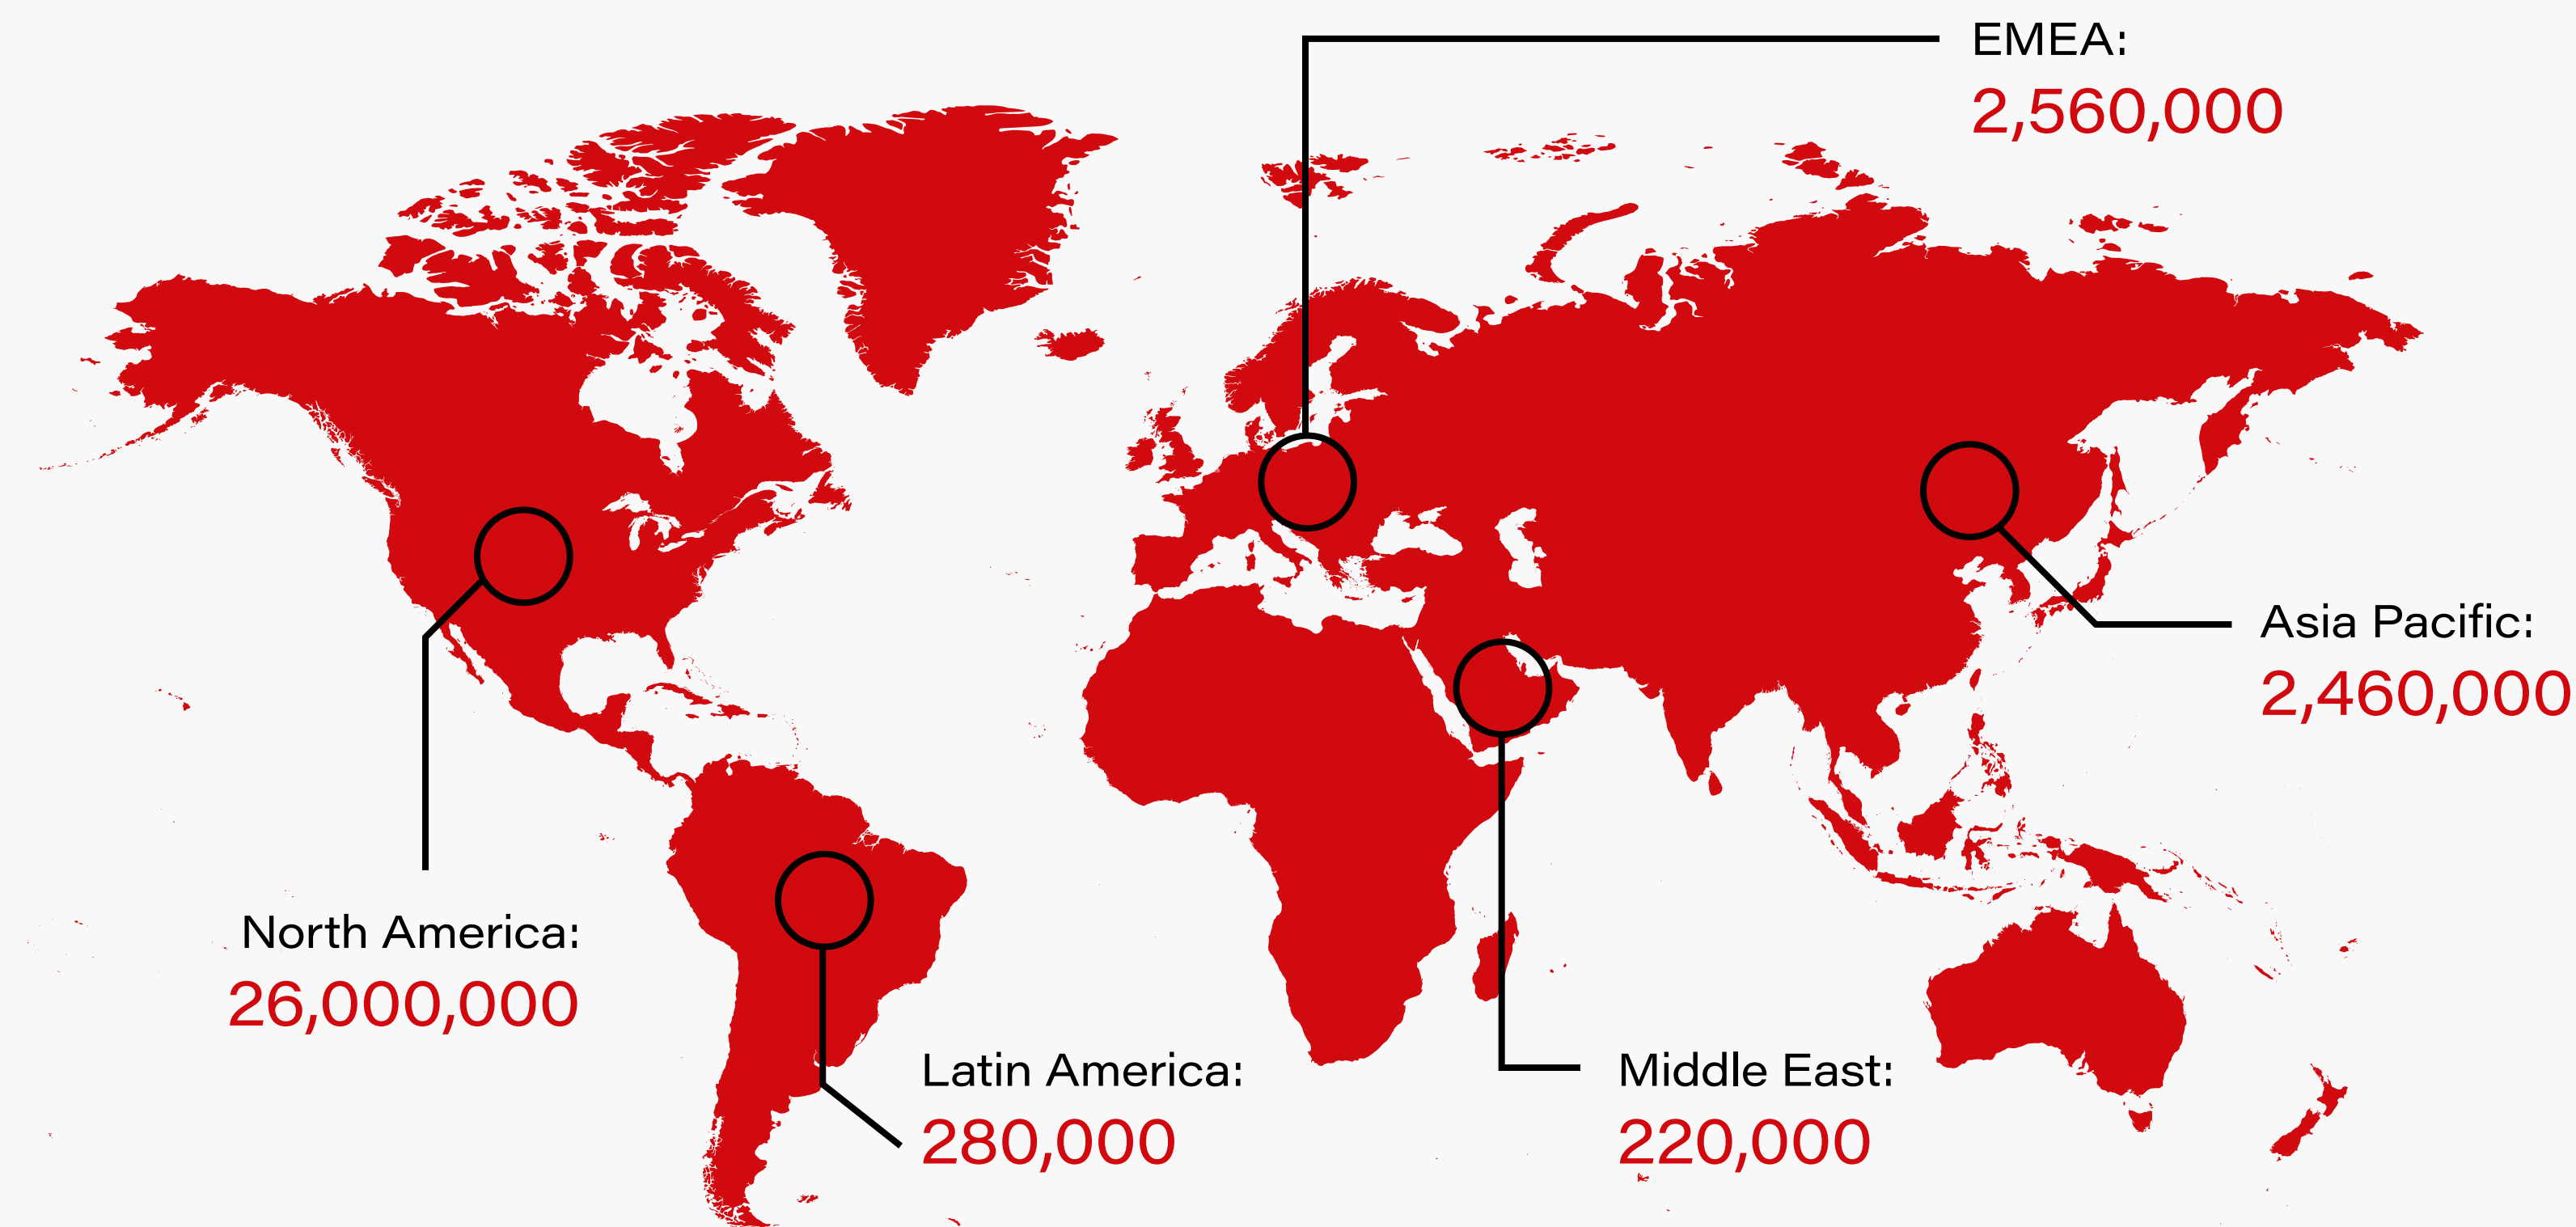 EMEA:
2,560,000
Asia Pacific:
2,460,000
North America:
26,000,000
Latin America:
280,000
Middle East:
220,000